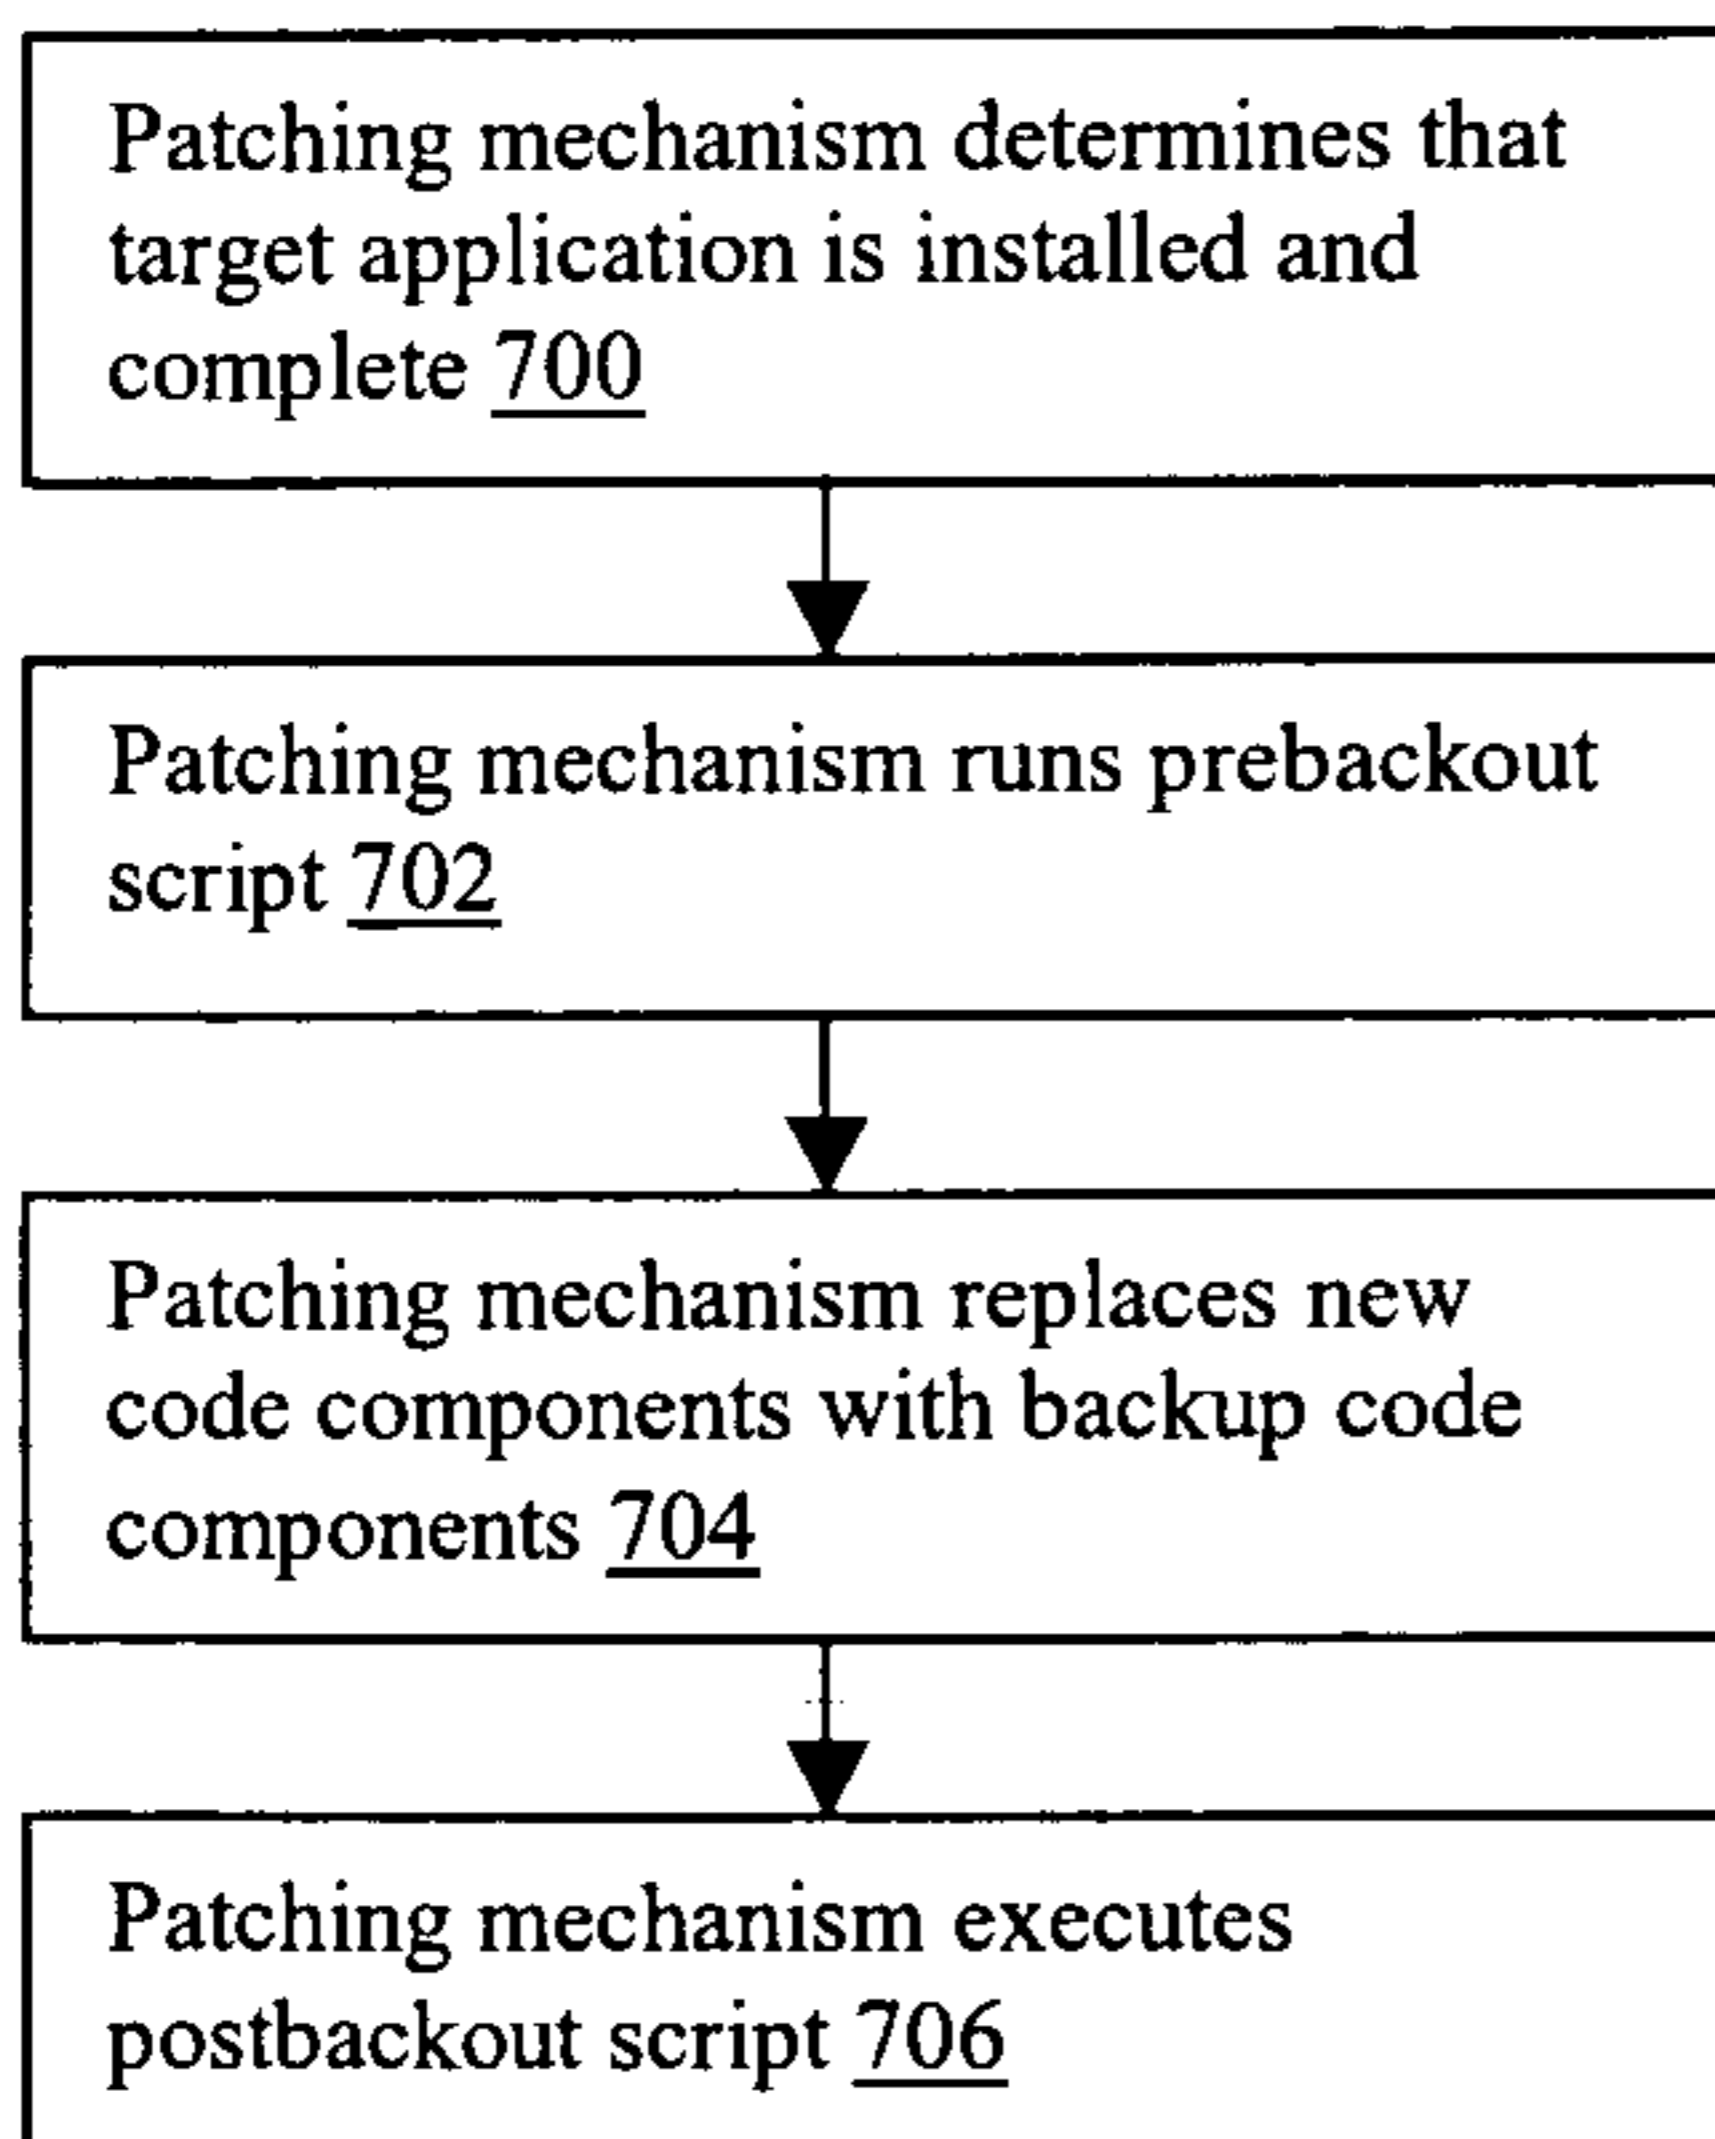 Patching mechanism determines that
target application is installed and
complete 700
Patching mechanism runs prebackout
script 702
Patching mechanism replaces new
code components with backup code
components 704
Patching mechanism executes
postbackout script 706